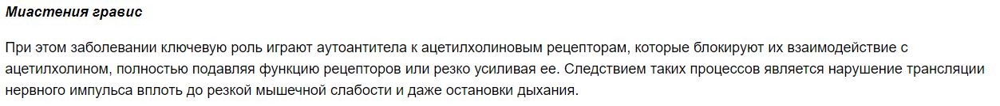 Миастения гравис
При этом заболевании ключевую роль играют аутоантитела к ацетилхолиновым рецепторам, которые блокируют их взаимодействие с
ацетилхолином, полностью подавляя функцию рецепторов или резко усиливая ее. Следствием таких процессов является нарушение трансляции
нервного импульса вплоть до резкой мышечной слабости и даже остановки дыхания.